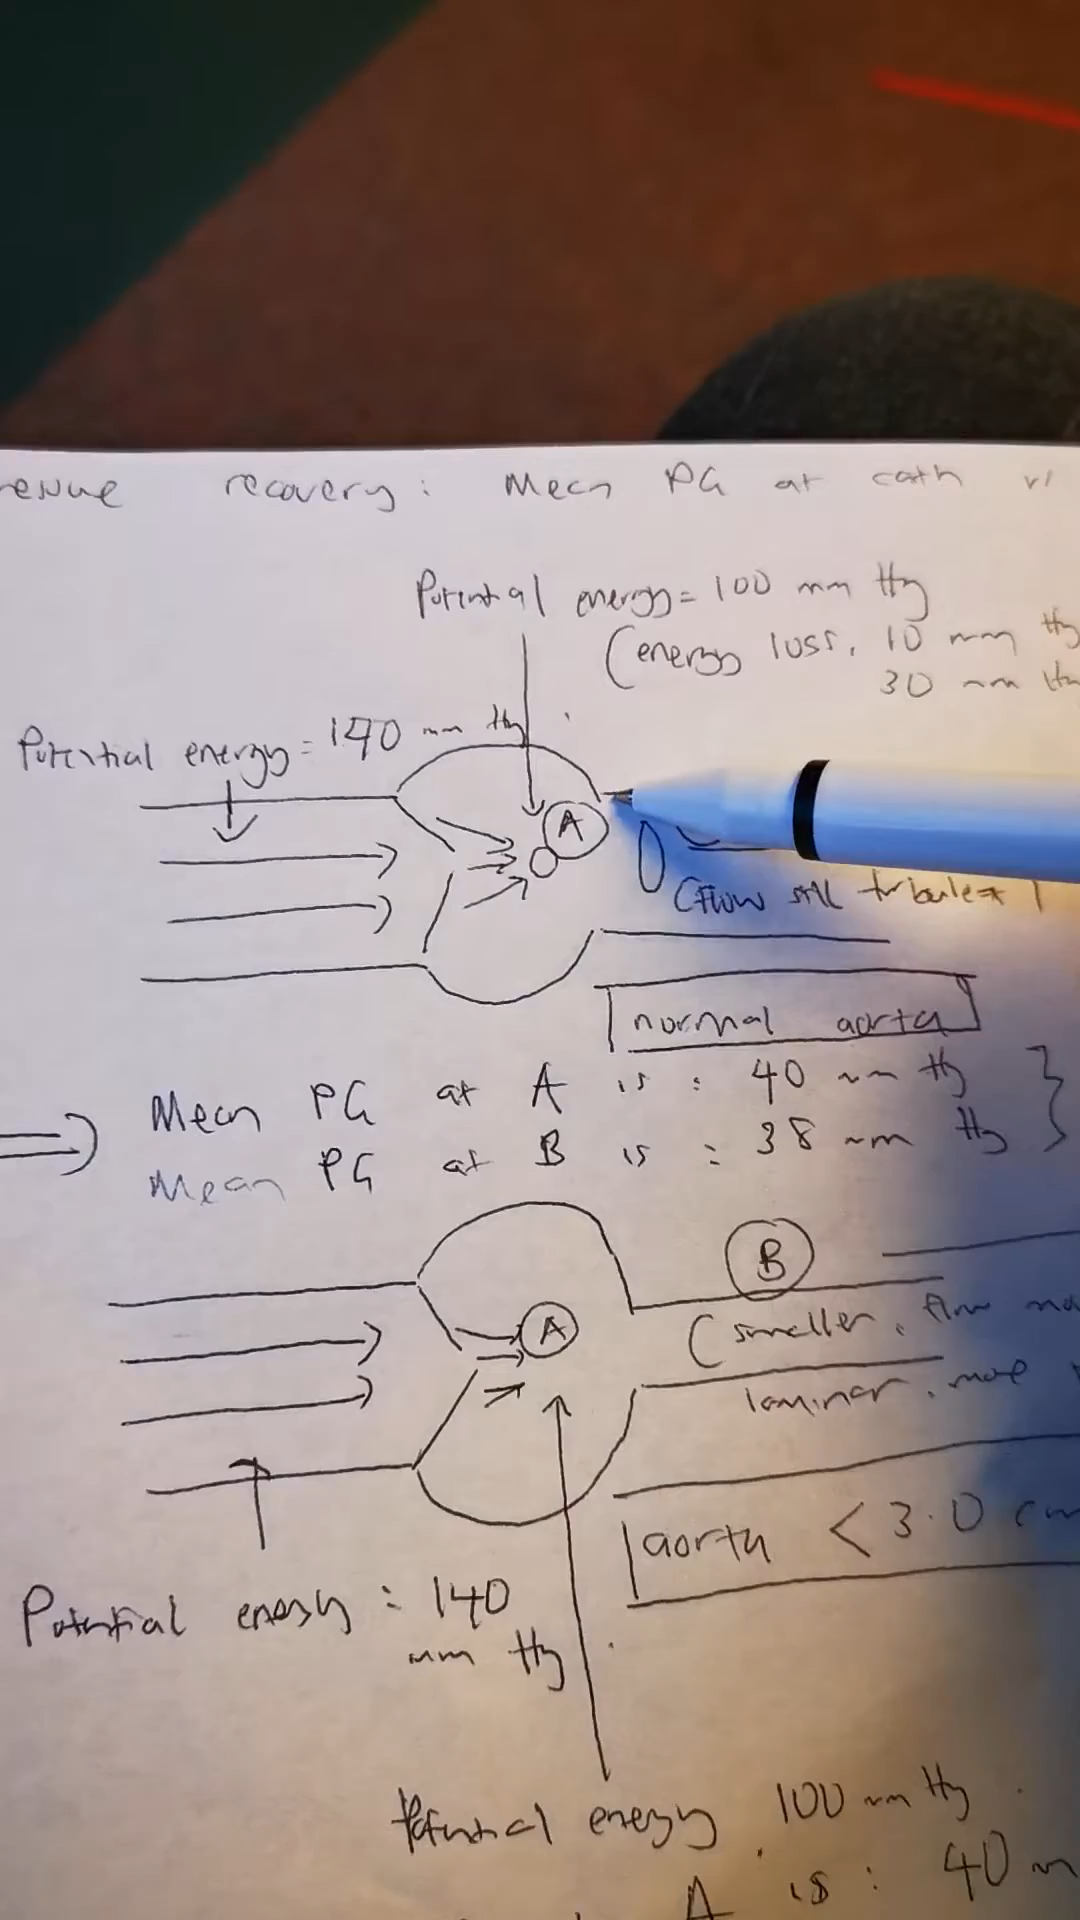 recovery: Mean PG at cath v/
Potential energy = 100 mm Hg
(energy loss, 10 mm Hg
30 mm Hg
Potential energy = 140 mm Hg
A
(Flow still
normal aorta
Mean PG at A is : 40 mm Hg }
Mean PG at B is : 38 mm Hg
B
A
(smaller, flow
laminar, more
aorta < 3.0 cm
Potential energy : 140
mm Hg
Potential energy 100 mm Hg
A is : 40